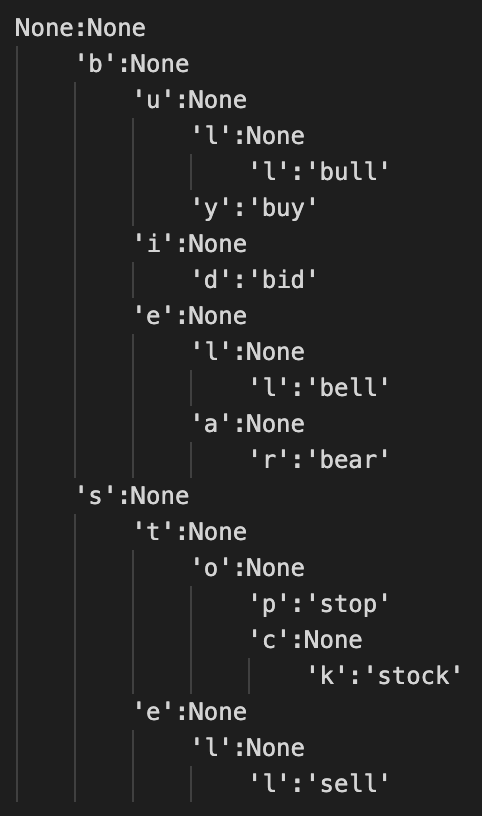 None:None
'b':None
'u':None
'l':None
'l':'bull'
'y':'buy'
'i':None
'd':'bid'
'e':None
'l':None
'l':'bell'
'a':None
'r':'bear'
's':None
't':None
'o':None
'p':'stop'
'c':None
'k':'stock'
'e':None
'l':None
'l':'sell'